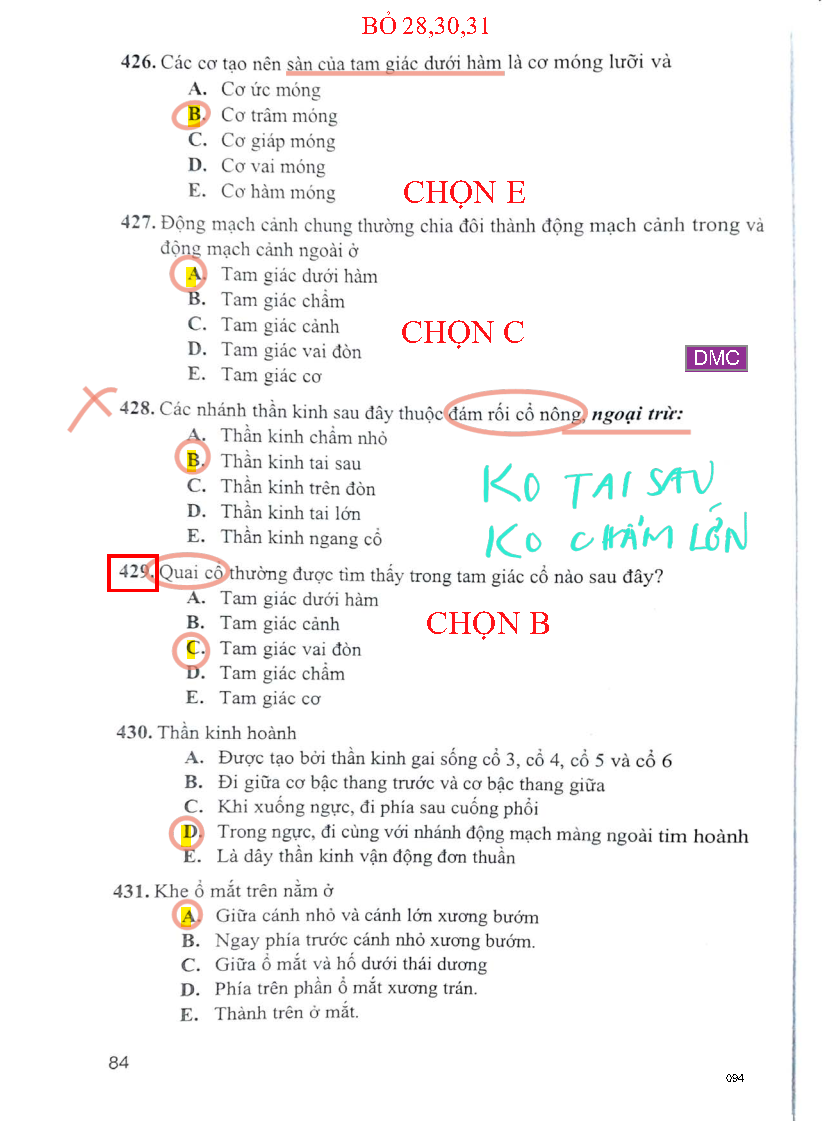 BỎ 28,30,31
426. Các cơ tạo nên sàn của tam giác dưới hàm là cơ móng lưỡi và
A. Cơ ức móng
B. Cơ trâm móng
C. Cơ giáp móng
D. Cơ vai móng
E. Cơ hàm móng
CHỌN E
427. Động mạch cảnh chung thường chia đôi thành động mạch cảnh trong và
động mạch cảnh ngoài ở
A. Tam giác dưới hàm
B. Tam giác chẩm
C. Tam giác cảnh
CHỌN C
D. Tam giác vai đòn
DMC
E. Tam giác cơ
428. Các nhánh thần kinh sau đây thuộc đám rối cổ nông, ngoại trừ:
A. Thần kinh chẩm nhỏ
B. Thần kinh tai sau
C. Thần kinh trên đòn
KO TAI SAU
D. Thần kinh tai lớn
E. Thần kinh ngang cổ
KO CHẨM LỚN
429. Quai cổ thường được tìm thấy trong tam giác cổ nào sau đây?
A. Tam giác dưới hàm
B. Tam giác cảnh
CHỌN B
C. Tam giác vai đòn
D. Tam giác chẩm
E. Tam giác cơ
430. Thần kinh hoành
A. Được tạo bởi thần kinh gai sống cổ 3, cổ 4, cổ 5 và cổ 6
B. Đi giữa cơ bậc thang trước và cơ bậc thang giữa
C. Khi xuống ngực, đi phía sau cuống phổi
D. Trong ngực, đi cùng với nhánh động mạch màng ngoài tim hoành
E. Là dây thần kinh vận động đơn thuần
431. Khe ổ mắt trên nằm ở
A. Giữa cánh nhỏ và cánh lớn xương bướm
B. Ngay phía trước cánh nhỏ xương bướm.
C. Giữa ổ mắt và hố dưới thái dương
D. Phía trên phần ổ mắt xương trán.
E. Thành trên ở mắt.
84
094